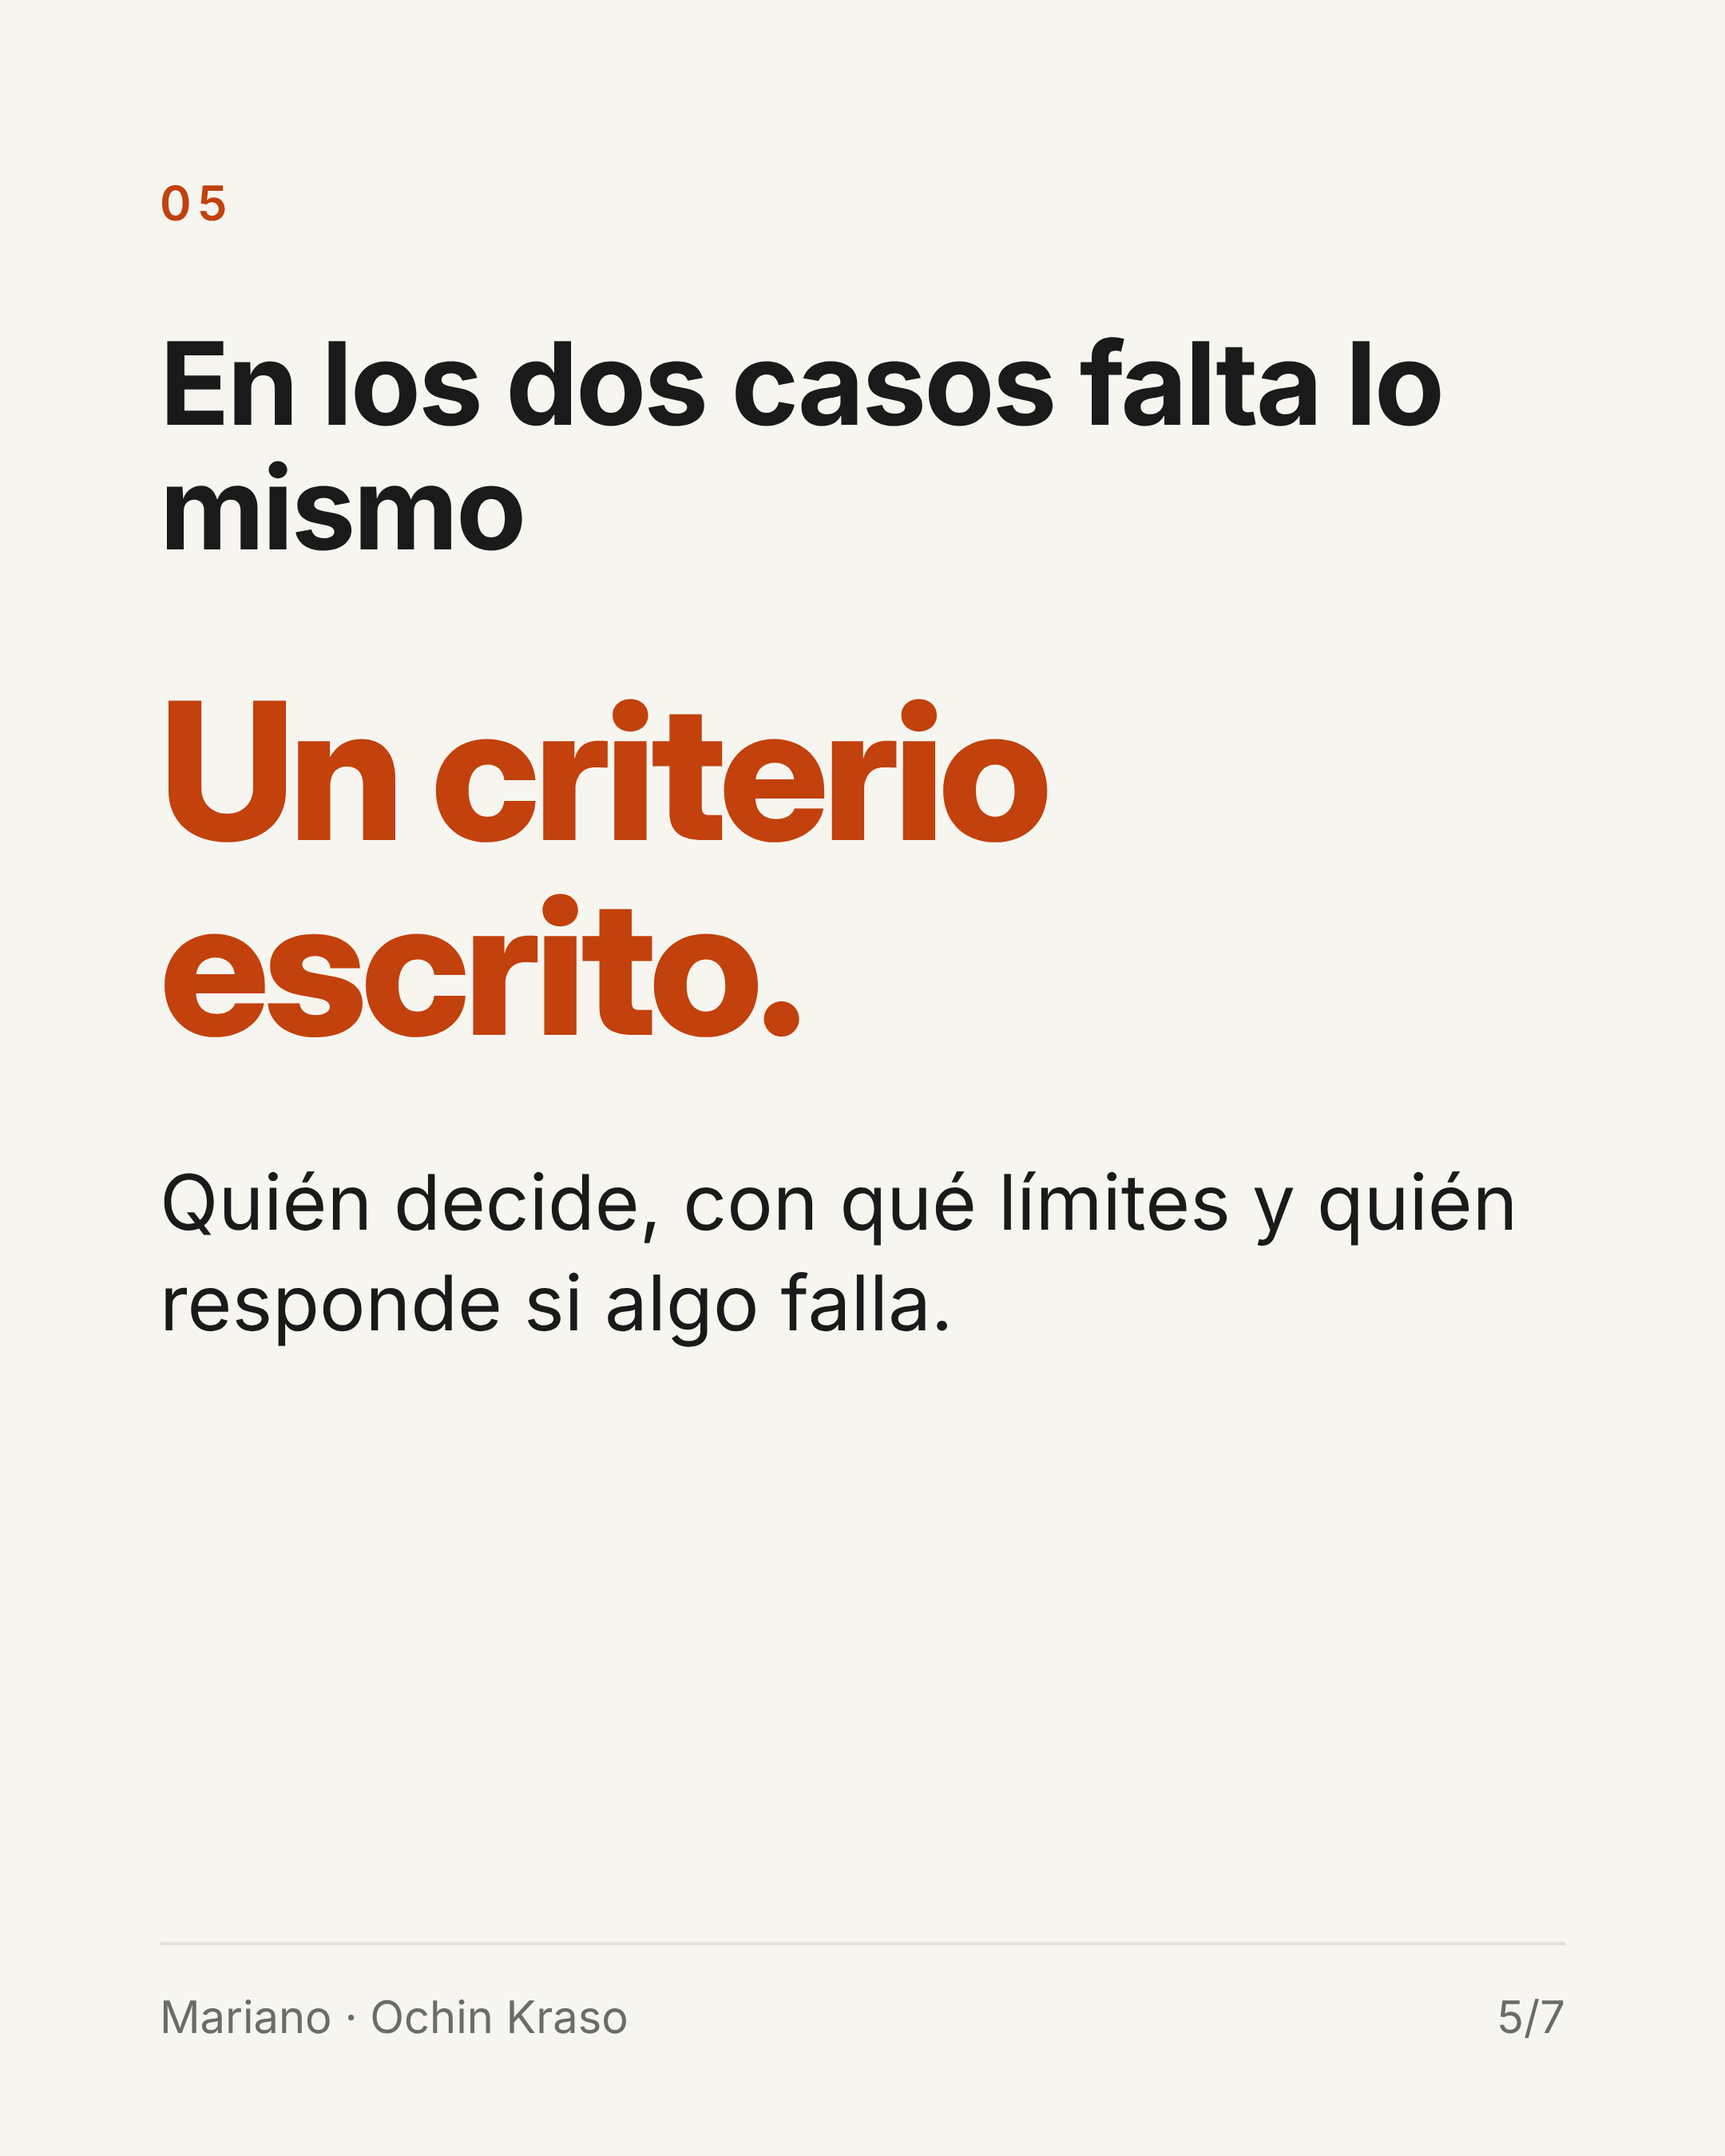 05
En los dos casos falta lo
mismo
Un criterio
escrito.
Quién decide, con qué límites y quién
responde si algo falla.
Mariano · Ochin Kraso
5/7